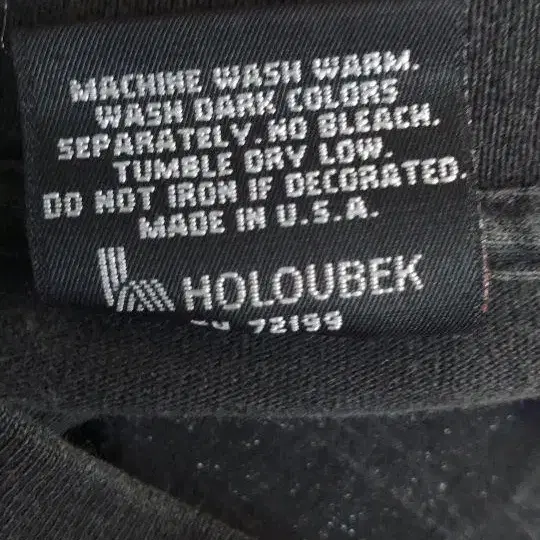 MACHINE WASH WARM.
WASH DARK COLORS
SEPARATELY. NO BLEACH.
TUMBLE DRY LOW.
DO NOT IRON IF DECORATED.
MADE IN U.S.A.
HOLOUBEK
72199